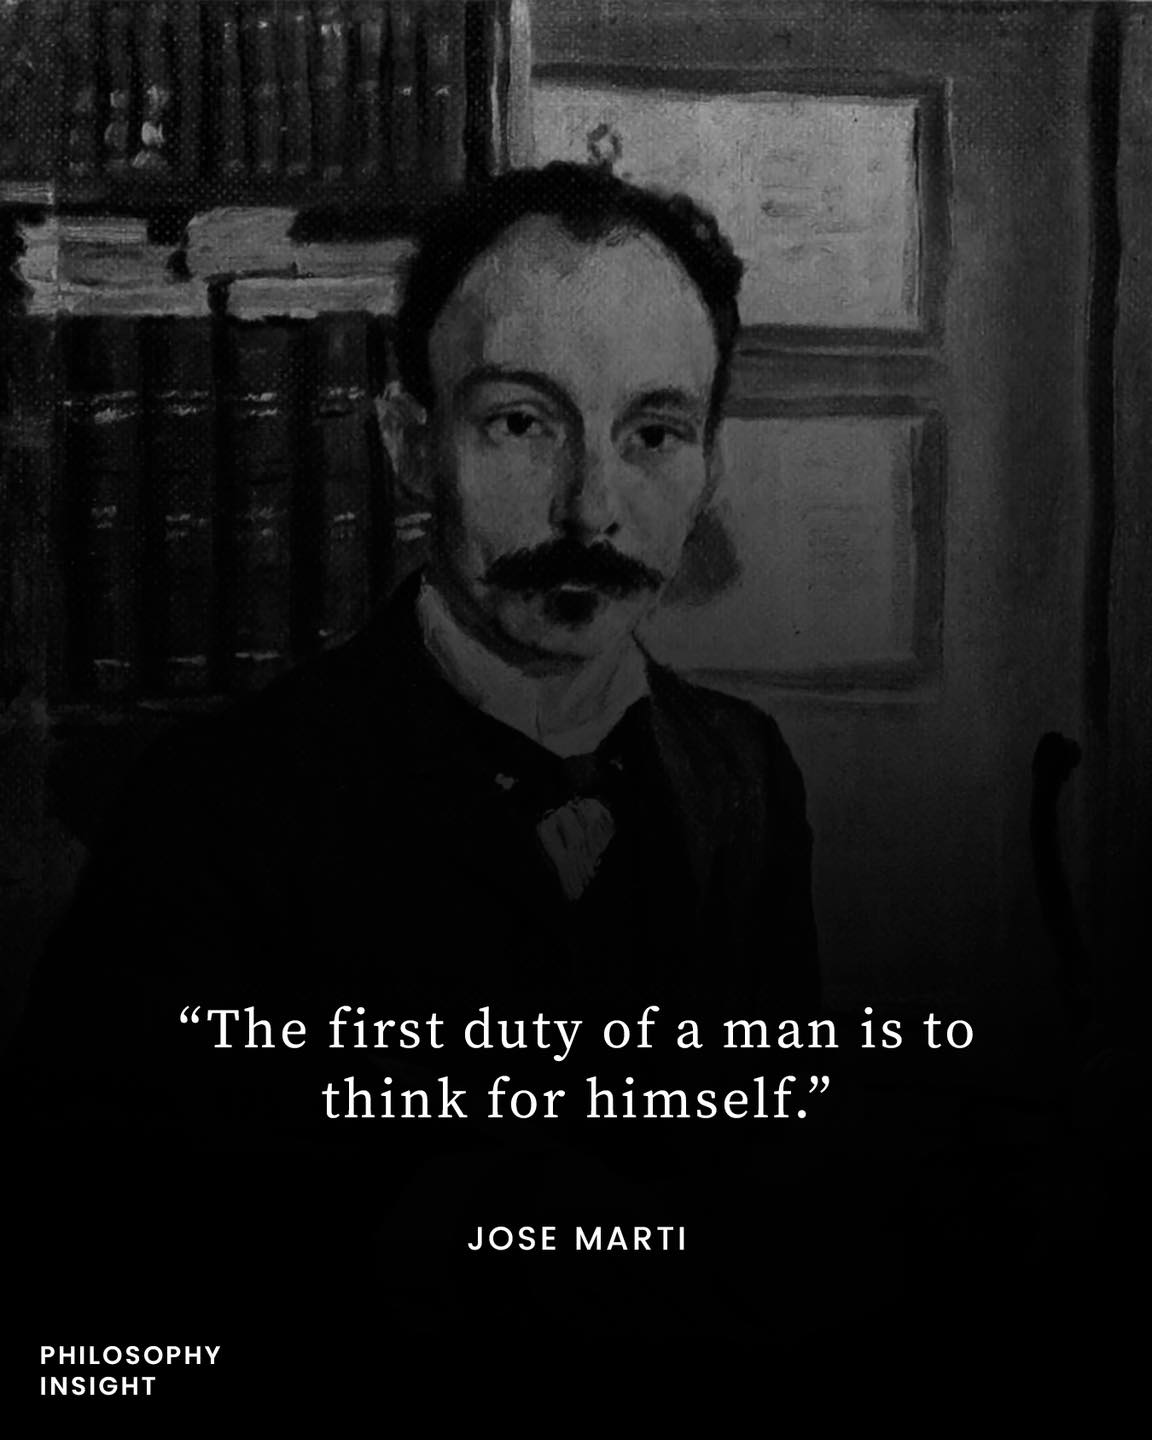 “The first duty of a man is to
think for himself.”
JOSE MARTI
PHILOSOPHY
INSIGHT